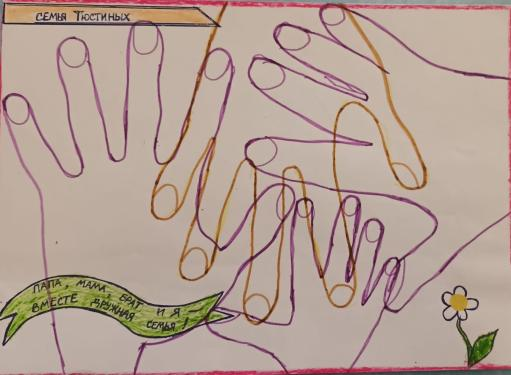 СЕМЬЯ ТЮСТИНЫХ
ПАПА, МАМА, БРАТ И Я –
ВМЕСТЕ ДРУЖНАЯ
СЕМЬЯ!